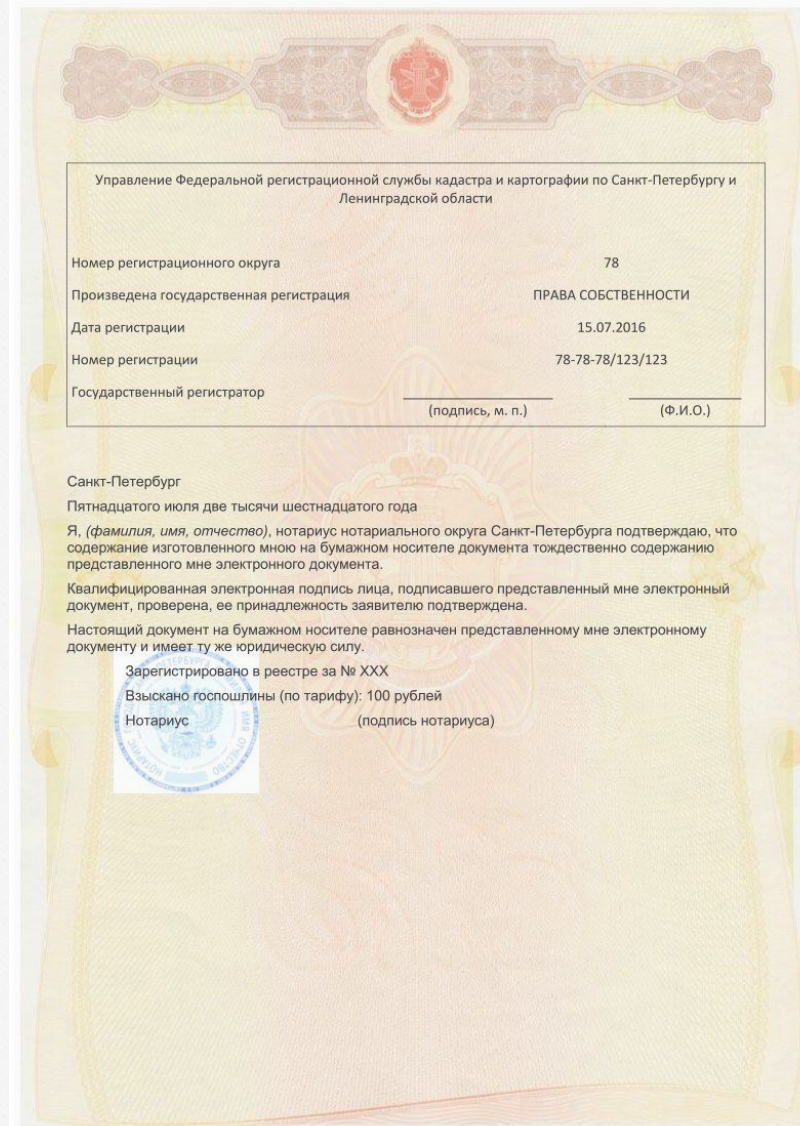 Управление Федеральной регистрационной службы кадастра и картографии по Санкт-Петербургу и
Ленинградской области
Номер регистрационного округа 78
Произведена государственная регистрация ПРАВА СОБСТВЕННОСТИ
Дата регистрации 15.07.2016
Номер регистрации 78-78-78/123/123
Государственный регистратор
(подпись, м. п.) (Ф.И.О.)
Санкт-Петербург
Пятнадцатого июля две тысячи шестнадцатого года
Я, (фамилия, имя, отчество), нотариус нотариального округа Санкт-Петербурга подтверждаю, что
содержание изготовленного мною на бумажном носителе документа тождественно содержанию
представленного мне электронного документа.
Квалифицированная электронная подпись лица, подписавшего представленный мне электронный
документ, проверена, ее принадлежность заявителю подтверждена.
Настоящий документ на бумажном носителе равнозначен представленному мне электронному
документу и имеет ту же юридическую силу.
Зарегистрировано в реестре за № XXX
Взыскано госпошлины (по тарифу): 100 рублей
Нотариус (подпись нотариуса)
НОТАРИУС
ИМЯ ОТЧЕСТВО